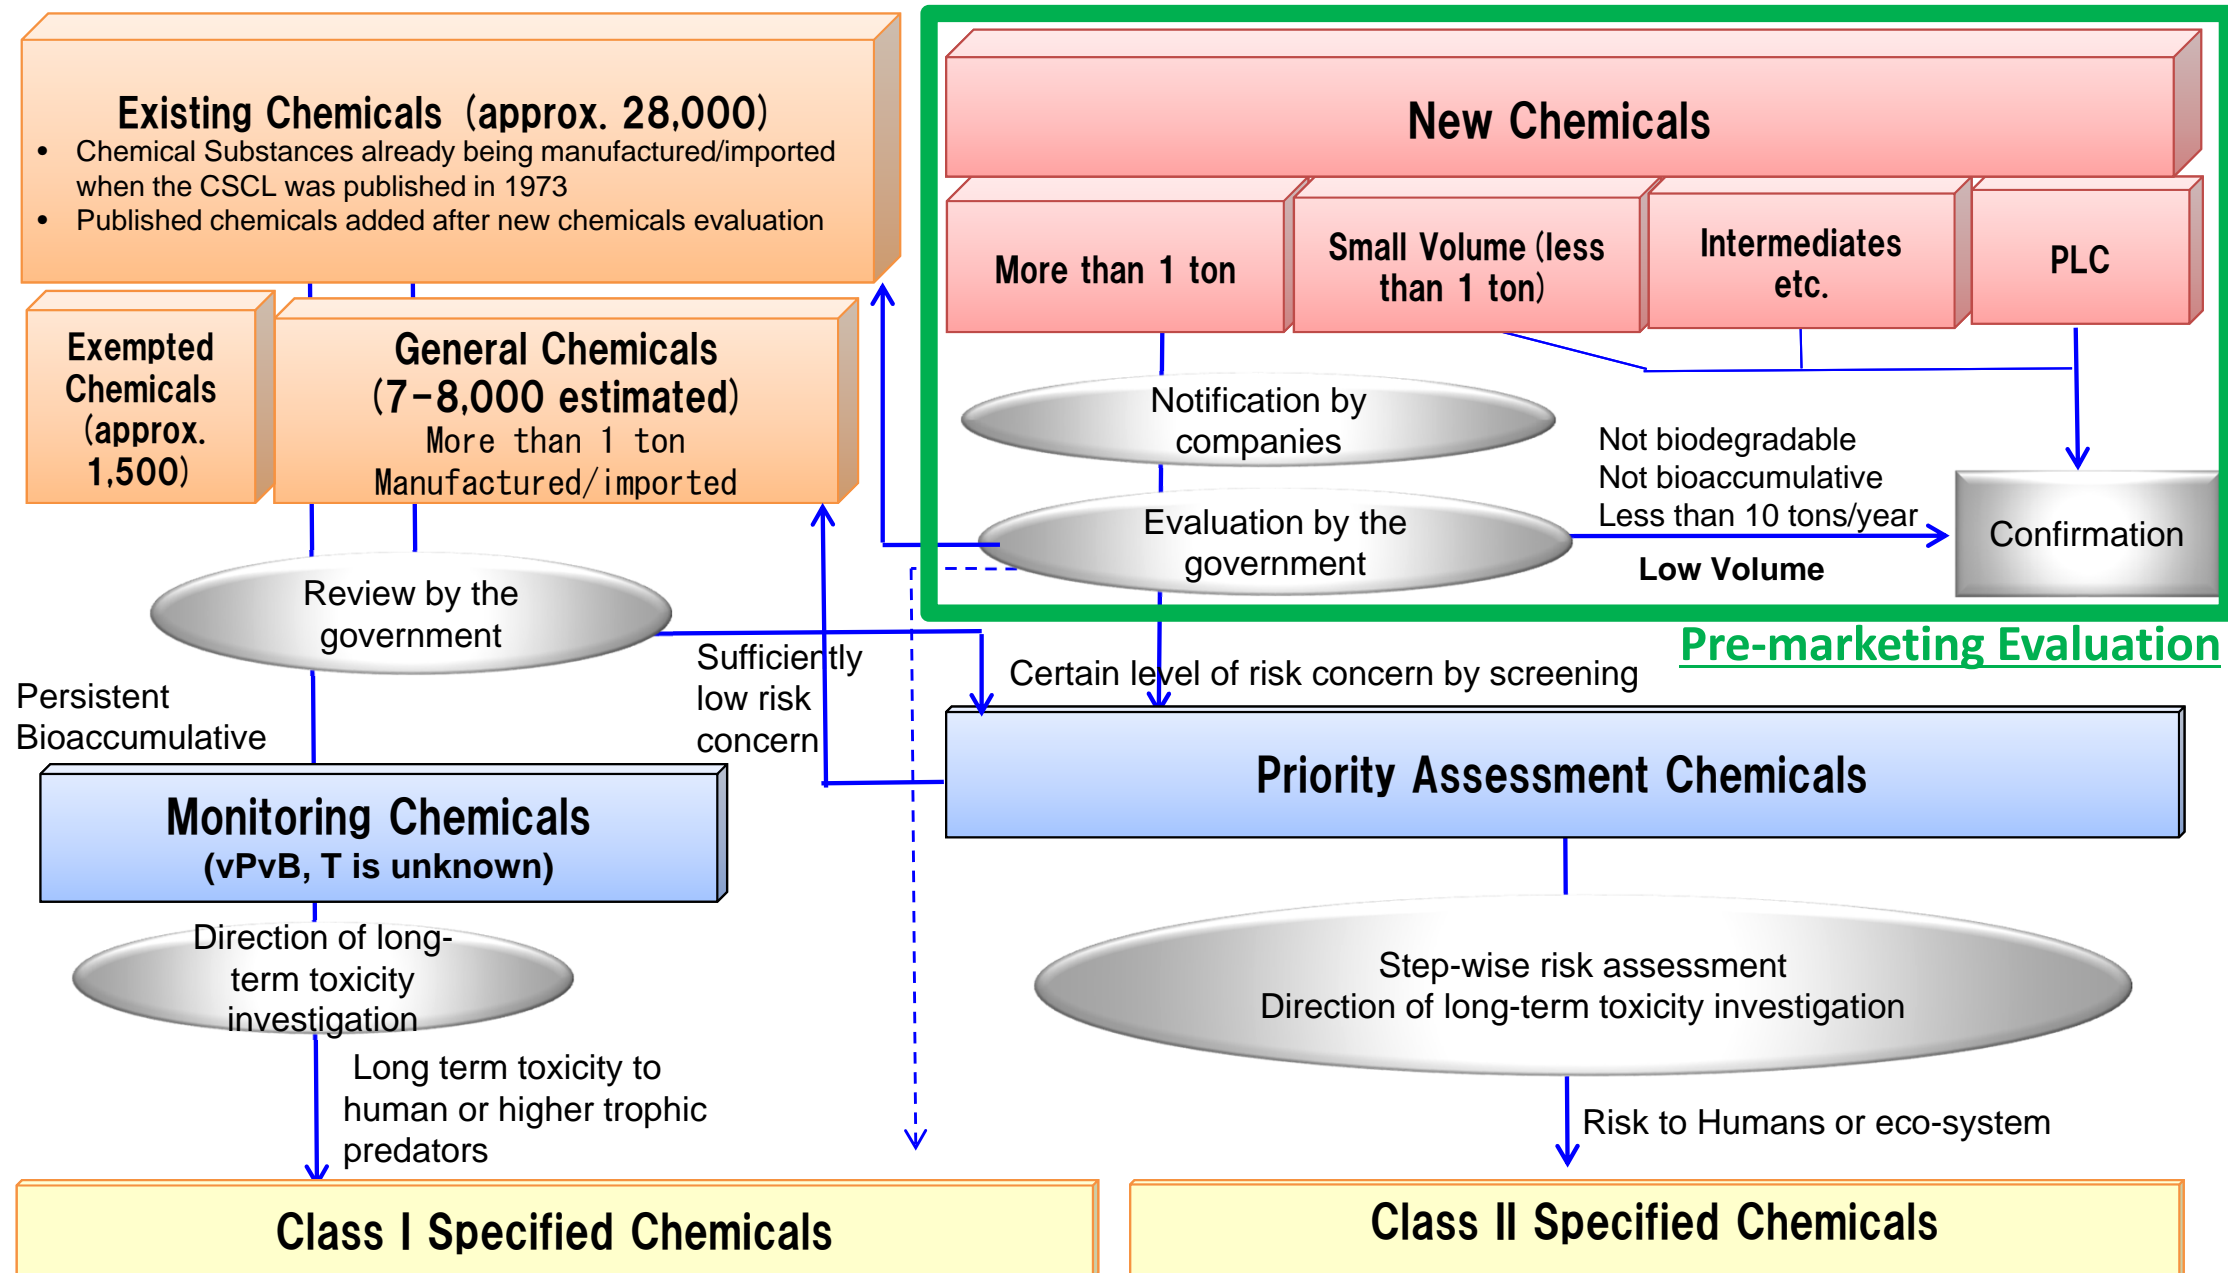 Existing Chemicals (approx. 28,000)
• Chemical Substances already being manufactured/imported
when the CSCL was published in 1973
• Published chemicals added after new chemicals evaluation
New Chemicals
More than 1 ton
Small Volume (less
than 1 ton)
Intermediates
etc.
PLC
Exempted
Chemicals
(approx.
1,500)
General Chemicals
(7-8,000 estimated)
More than 1 ton
Manufactured/imported
Notification by
companies
Evaluation by the
government
Not biodegradable
Not bioaccumulative
Less than 10 tons/year
Low Volume
Confirmation
Pre-marketing Evaluation
Review by the
government
Sufficiently
low risk
concern
Certain level of risk concern by screening
Persistent
Bioaccumulative
Priority Assessment Chemicals
Monitoring Chemicals
(vPvB, T is unknown)
Direction of long-
term toxicity
investigation
Step-wise risk assessment
Direction of long-term toxicity investigation
Long term toxicity to
human or higher trophic
predators
Risk to Humans or eco-system
Class I Specified Chemicals
Class II Specified Chemicals